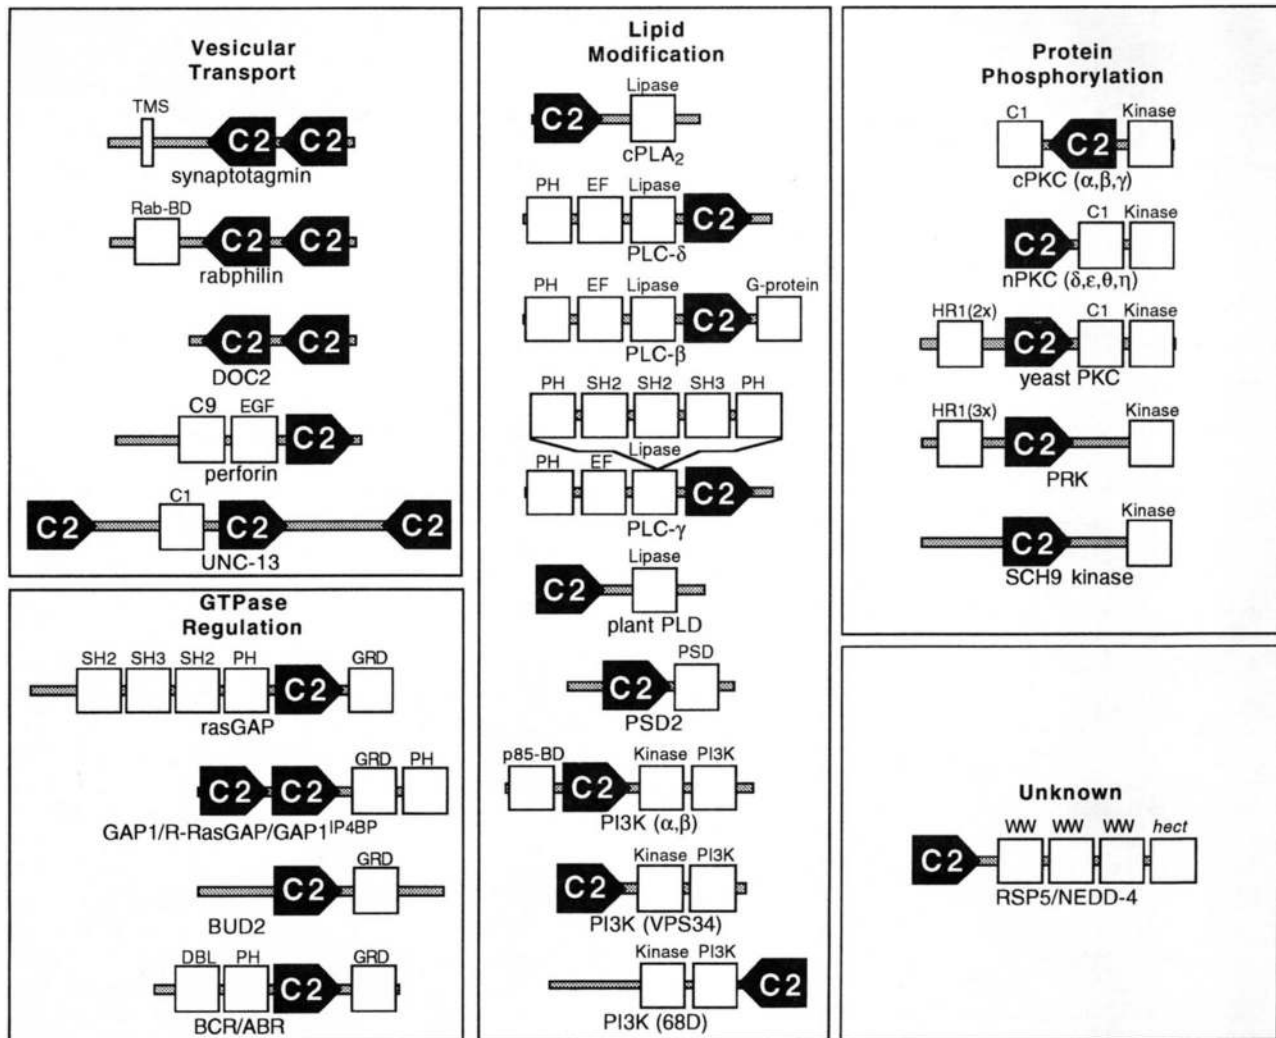 Vesicular
Transport
TMS
C2 C2
synaptotagmin
Rab-BD
C2 C2
rabphilin
C2 C2
DOC2
C9 EGF
C2
perforin
C1
C2 C2 C2
UNC-13
GTPase
Regulation
SH2 SH3 SH2 PH GRD
C2
rasGAP
GRD PH
C2 C2
GAP1/R-RasGAP/GAP1IP4BP
GRD
C2
BUD2
DBL PH GRD
C2
BCR/ABR
Lipid
Modification
Lipase
C2
cPLA2
PH EF Lipase
C2
PLC-δ
PH EF Lipase G-protein
C2
PLC-β
PH SH2 SH2 SH3 PH
Lipase
PH EF
C2
PLC-γ
Lipase
C2
plant PLD
PSD
C2
PSD2
p85-BD Kinase PI3K
C2
PI3K (α,β)
Kinase PI3K
C2
PI3K (VPS34)
Kinase PI3K
C2
PI3K (68D)
Protein
Phosphorylation
C1 Kinase
C2
cPKC (α,β,γ)
C1 Kinase
C2
nPKC (δ,ε,θ,η)
HR1(2x) C1 Kinase
C2
yeast PKC
HR1(3x) Kinase
C2
PRK
Kinase
C2
SCH9 kinase
Unknown
WW WW WW hect
C2
RSP5/NEDD-4